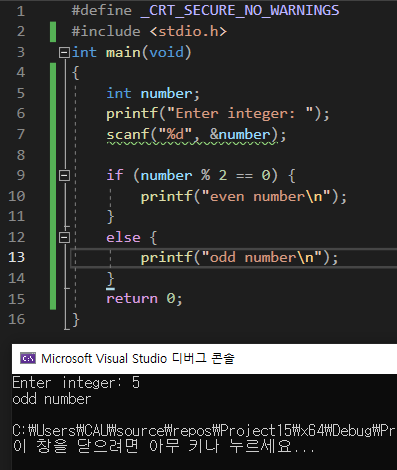 1 #define _CRT_SECURE_NO_WARNINGS
2 #include <stdio.h>
3 int main(void)
4 {
5 int number;
6 printf("Enter integer: ");
7 scanf("%d", &number);
8
9 if (number % 2 == 0) {
10 printf("even number\n");
11 }
12 else {
13 printf("odd number\n");
14 }
15 return 0;
16 }
Microsoft Visual Studio 디버그 콘솔
Enter integer: 5
odd number
C:₩Users₩CAU₩source₩repos₩Project15₩x64₩Debug₩Pr
이 창을 닫으려면 아무 키나 누르세요...